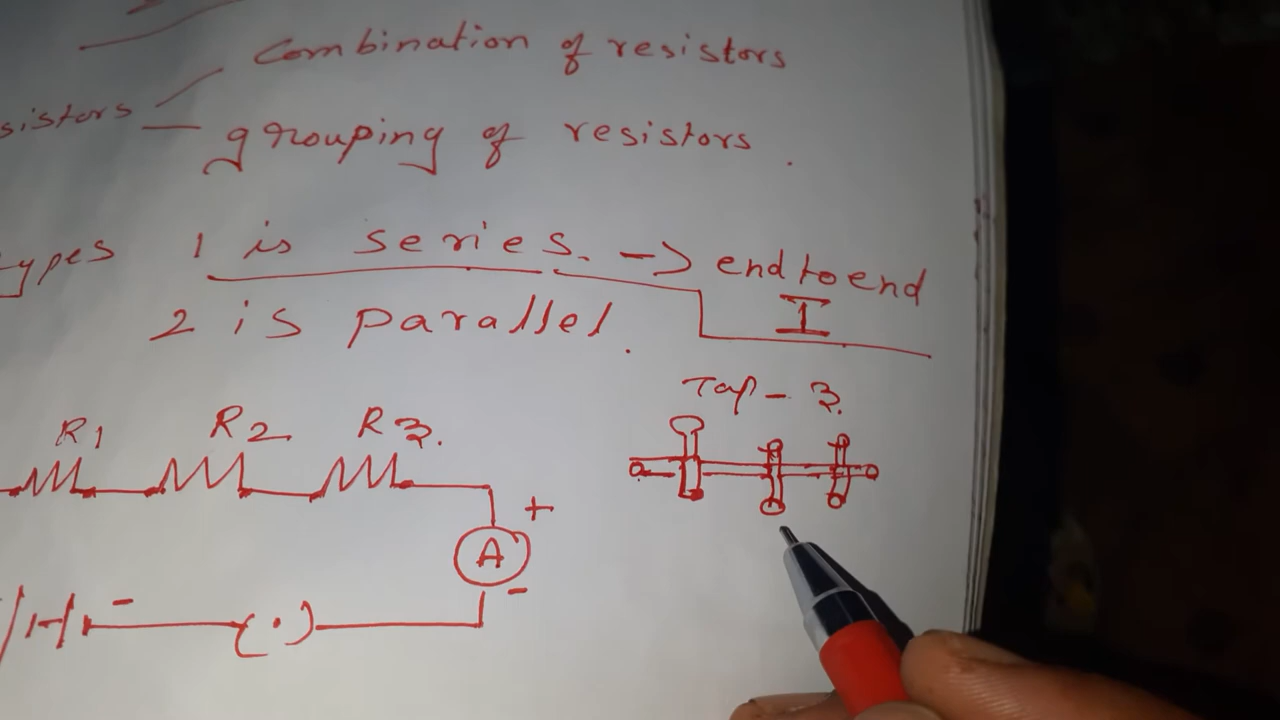 Combination of resistors
sistors
grouping of resistors.
ypes 1 is series. -> end to end
I
2 is parallel.
Tap - 3.
R1 R2 R3.
+
A
-
- (.)